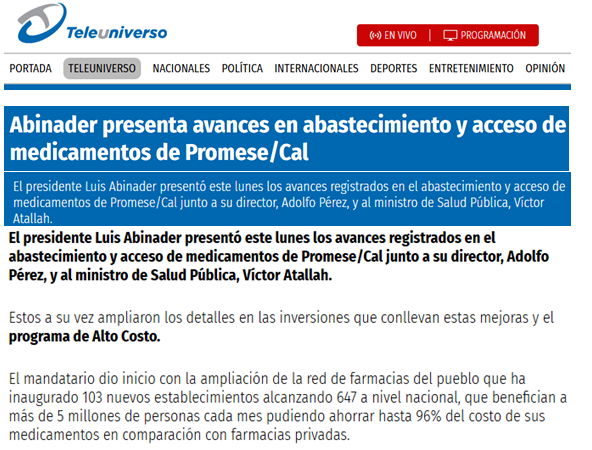 Teleuniverso
EN VIVO
PROGRAMACIÓN
PORTADA TELEUNIVERSO NACIONALES POLÍTICA INTERNACIONALES DEPORTES ENTRETENIMIENTO OPINIÓN
Abinader presenta avances en abastecimiento y acceso de
medicamentos de Promese/Cal
El presidente Luis Abinader presentó este lunes los avances registrados en el abastecimiento y acceso de
medicamentos de Promese/Cal junto a su director, Adolfo Pérez, y al ministro de Salud Pública, Víctor
Atallah.
El presidente Luis Abinader presentó este lunes los avances registrados en el
abastecimiento y acceso de medicamentos de Promese/Cal junto a su director, Adolfo
Pérez, y al ministro de Salud Pública, Víctor Atallah.
Estos a su vez ampliaron los detalles en las inversiones que conllevan estas mejoras y el
programa de Alto Costo.
El mandatario dio inicio con la ampliación de la red de farmacias del pueblo que ha
inaugurado 103 nuevos establecimientos alcanzando 647 a nivel nacional, que benefician a
más de 5 millones de personas cada mes pudiendo ahorrar hasta 96% del costo de sus
medicamentos en comparación con farmacias privadas.